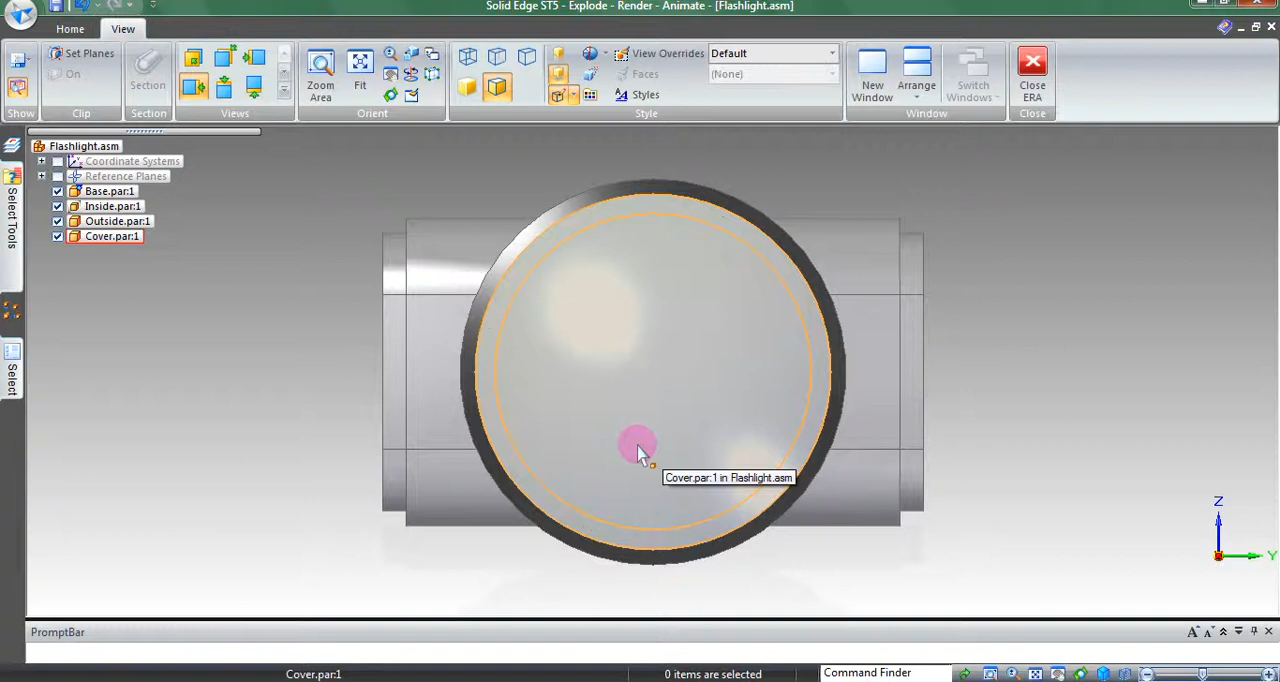 Solid Edge ST5 - Explode - Render - Animate - [Flashlight.asm]
Home View
Set Planes
On
Section
Zoom Area
Fit
View Overrides Default
Faces (None)
Styles
New Window
Arrange
Switch Windows
Close ERA
Show Clip Section Views Orient Style Window Close
Flashlight.asm
Coordinate Systems
Reference Planes
Base.par:1
Inside.par:1
Outside.par:1
Cover.par:1
Select Tools
Select
Cover.par:1 in Flashlight.asm
Z
Y
PromptBar
Cover.par:1 0 items are selected Command Finder